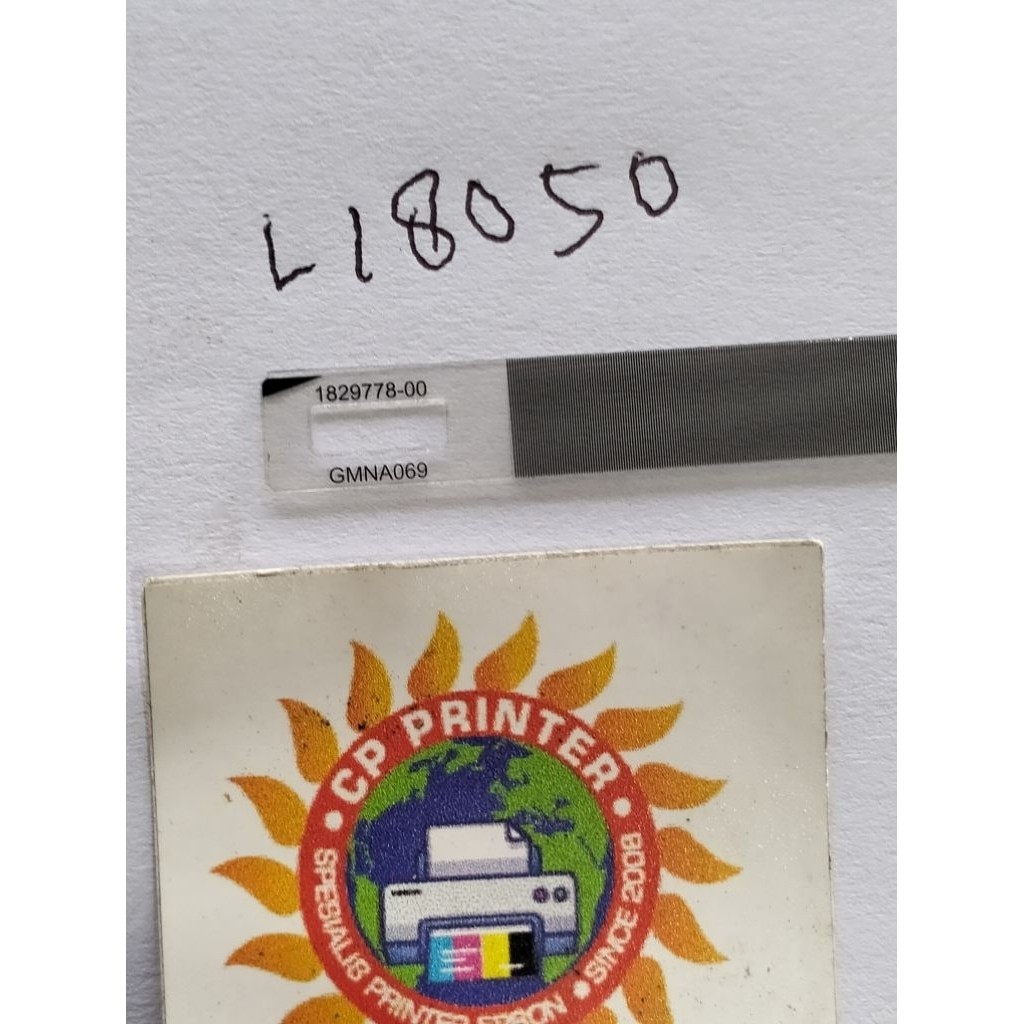 L18050
1829778-00
GMNA069
CP PRINTER
SPESIALIS PRINTER EPSON
SINCE 2008